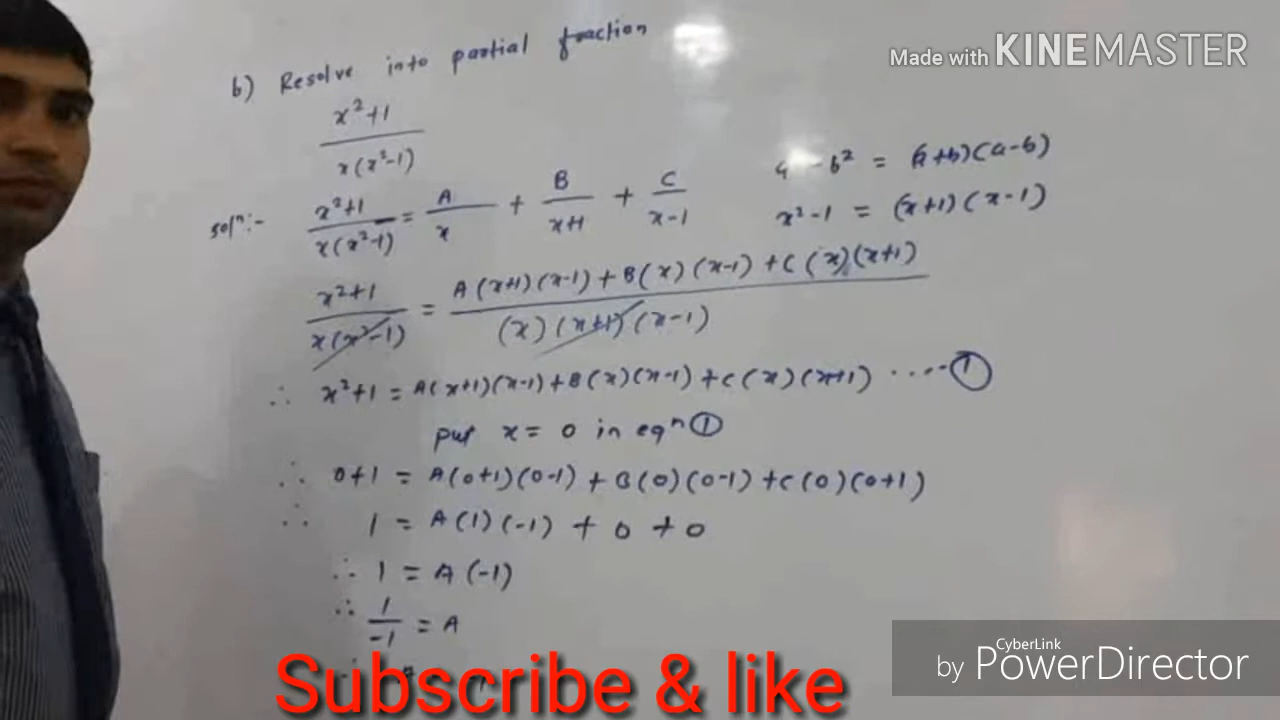 Made with KINEMASTER
b) Resolve into partial fraction
x²+1
x(x²-1)
a² - b² = (a+b)(a-b)
x²-1 = (x+1)(x-1)
solⁿ:- x²+1 / x(x²-1) = A / x + B / x+1 + C / x-1
x²+1 / x(x²-1) = A(x+1)(x-1)+B(x)(x-1)+C(x)(x+1) / (x)(x+1)(x-1)
∴ x²+1 = A(x+1)(x-1)+B(x)(x-1)+C(x)(x+1) ....①
put x = 0 in eqⁿ ①
∴ 0+1 = A(0+1)(0-1)+B(0)(0-1)+C(0)(0+1)
∴ 1 = A(1)(-1) + 0 + 0
∴ 1 = A(-1)
∴ 1 / -1 = A
Subscribe & like
CyberLink
by PowerDirector